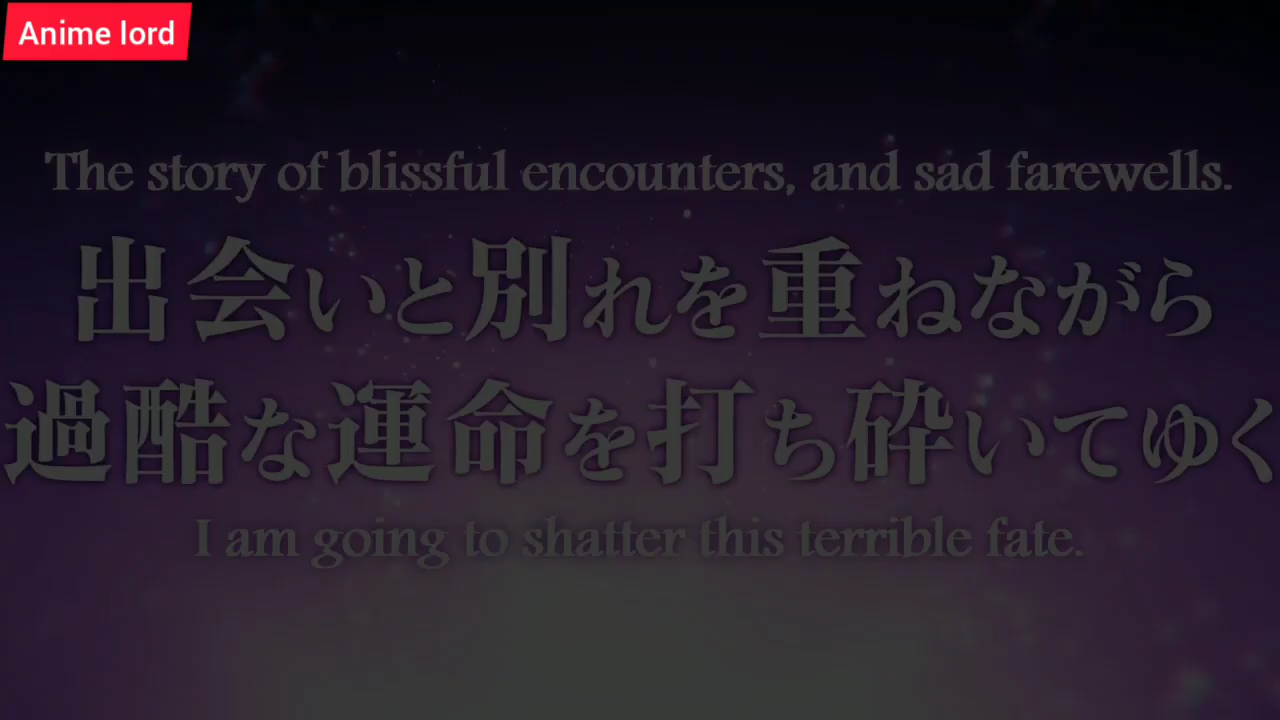 Anime lord
The story of blissful encounters, and sad farewells.
出会いと別れを重ねながら
過酷な運命を打ち砕いてゆく
I am going to shatter this terrible fate.